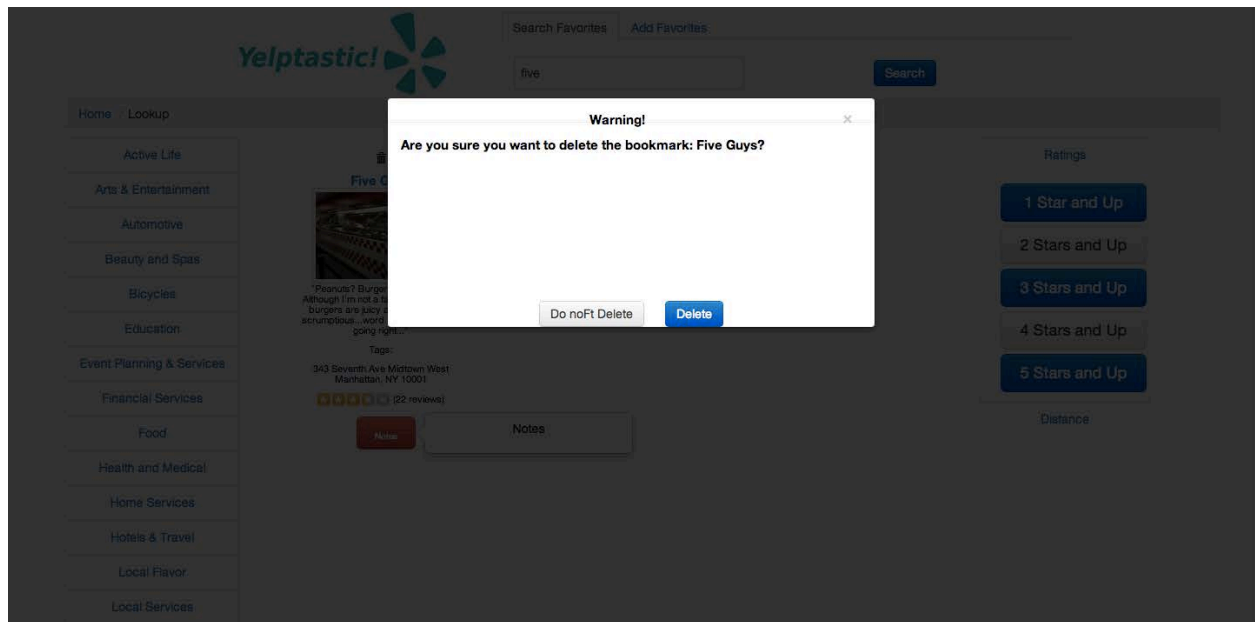 Yelptastic!
Search Favorites Add Favorites
five
Search
Home / Lookup
Warning!
×
Are you sure you want to delete the bookmark: Five Guys?
Do noFt Delete
Delete
Active Life
Arts & Entertainment
Automotive
Beauty and Spas
Bicycles
Education
Event Planning & Services
Financial Services
Food
Health and Medical
Home Services
Hotels & Travel
Local Flavor
Local Services
Five G
"Peanuts? Burger
Although I'm not a fa
burgers are juicy a
scrumptious...word
going right..."
Tags:
343 Seventh Ave Midtown West
Manhattan, NY 10001
(22 reviews)
Notes
Notes
Ratings
1 Star and Up
2 Stars and Up
3 Stars and Up
4 Stars and Up
5 Stars and Up
Distance